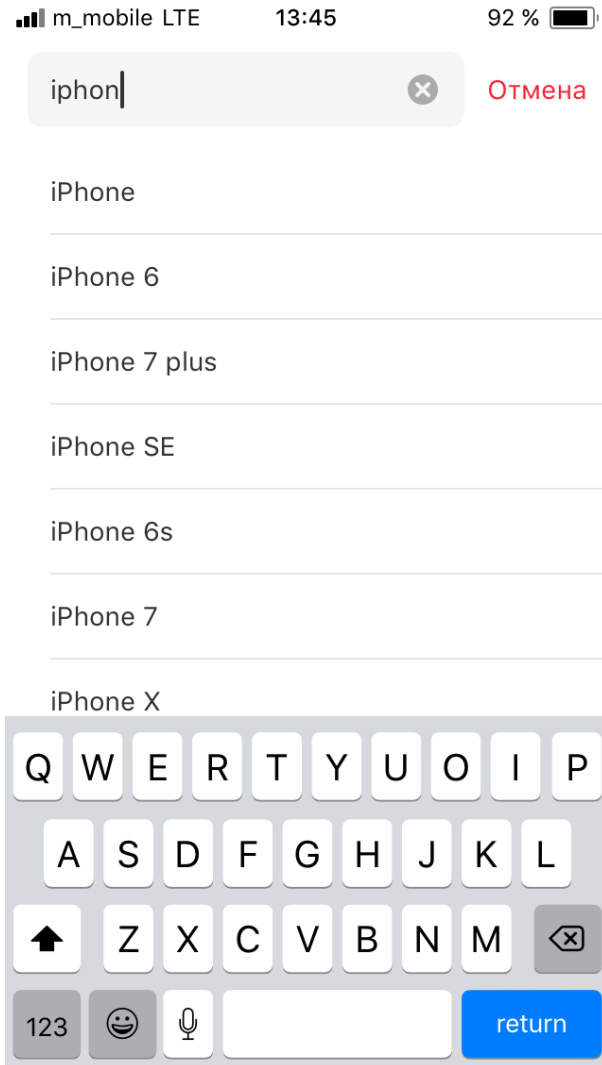 m_mobile LTE 13:45 92 %
iphon Отмена
iPhone
iPhone 6
iPhone 7 plus
iPhone SE
iPhone 6s
iPhone 7
iPhone X
Q W E R T Y U O I P
A S D F G H J K L
Z X C V B N M
123 return